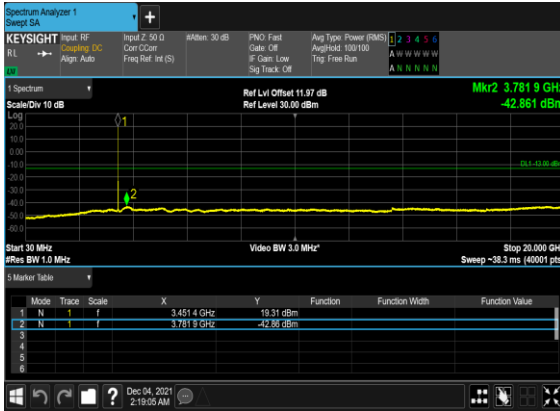 Spectrum Analyzer 1
Swept SA
+
KEYSIGHT
RL
Input: RF
Coupling: DC
Align: Auto
Input Z: 50 Ω
Corr CCorr
Freq Ref: Int (S)
#Atten: 30 dB
PNO: Fast
Gate: Off
IF Gain: Low
Sig Track: Off
Avg Type: Power (RMS)
Avg|Hold: 100/100
Trig: Free Run
1 2 3 4 5 6
A W W W W W
A N N N N N
1 Spectrum
Scale/Div 10 dB
Ref Lvl Offset 11.97 dB
Ref Level 30.00 dBm
Mkr2 3.781 9 GHz
-42.861 dBm
Log
20.0
10.0
0.00
-10.0
-20.0
-30.0
-40.0
-50.0
-60.0
1
2
DL1 -13.00 dBm
Start 30 MHz
#Res BW 1.0 MHz
Video BW 3.0 MHz*
Stop 20.000 GHz
Sweep ~38.3 ms (40001 pts)
5 Marker Table
Mode Trace Scale X Y Function Function Width Function Value
1 N 1 f 3.451 4 GHz 19.31 dBm
2 N 1 f 3.781 9 GHz -42.86 dBm
3
4
5
6
?
Dec 04, 2021
2:19:05 AM